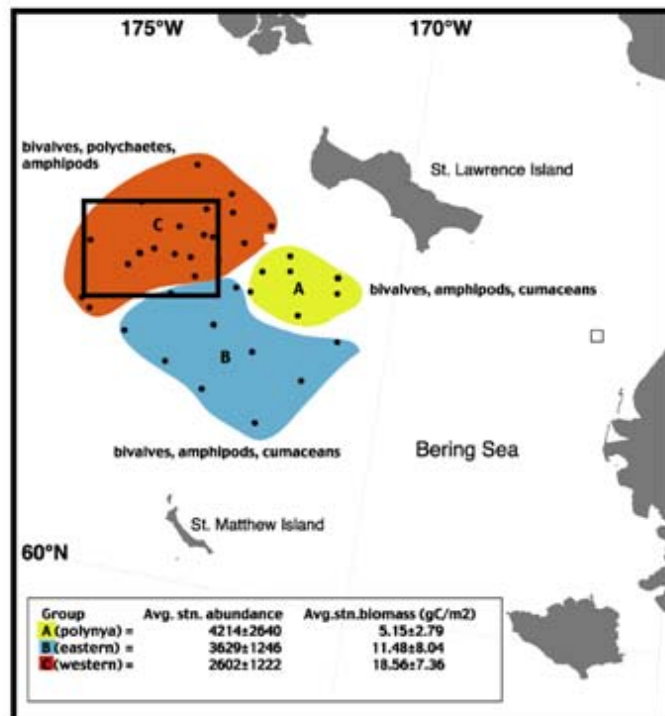 175°W 170°W
bivalves, polychaetes,
amphipods
St. Lawrence Island
C
A
bivalves, amphipods, cumaceans
B
bivalves, amphipods, cumaceans
Bering Sea
St. Matthew Island
60°N
Group Avg. stn. abundance Avg.stn.biomass (gC/m2)
A (polynya) = 4214±2640 5.15±2.79
B (eastern) = 3629±1246 11.48±8.04
C (western) = 2602±1222 18.56±7.36